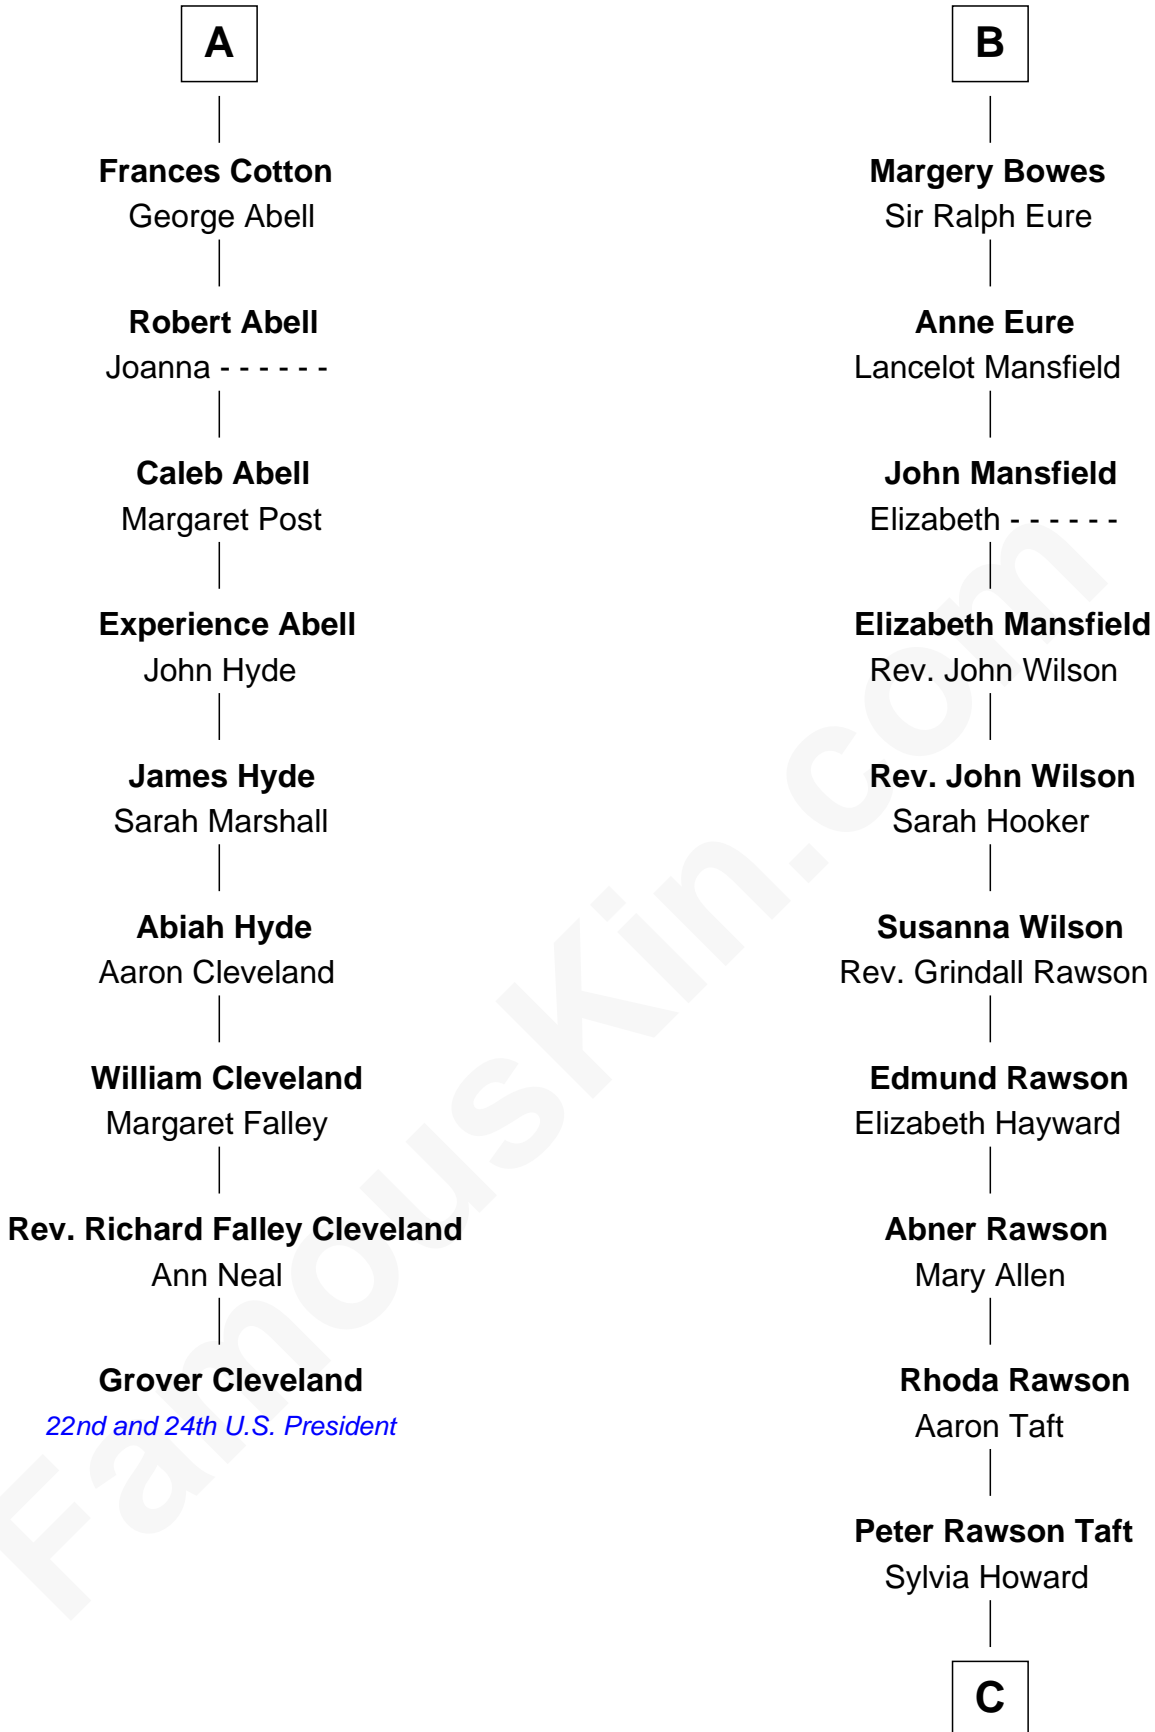 A
Frances Cotton
George Abell
Robert Abell
Joanna - - - - - -
Caleb Abell
Margaret Post
Experience Abell
John Hyde
James Hyde
Sarah Marshall
Abiah Hyde
Aaron Cleveland
William Cleveland
Margaret Falley
Rev. Richard Falley Cleveland
Ann Neal
Grover Cleveland
22nd and 24th U.S. President
B
Margery Bowes
Sir Ralph Eure
Anne Eure
Lancelot Mansfield
John Mansfield
Elizabeth - - - - - -
Elizabeth Mansfield
Rev. John Wilson
Rev. John Wilson
Sarah Hooker
Susanna Wilson
Rev. Grindall Rawson
Edmund Rawson
Elizabeth Hayward
Abner Rawson
Mary Allen
Rhoda Rawson
Aaron Taft
Peter Rawson Taft
Sylvia Howard
C
FamousKin.com